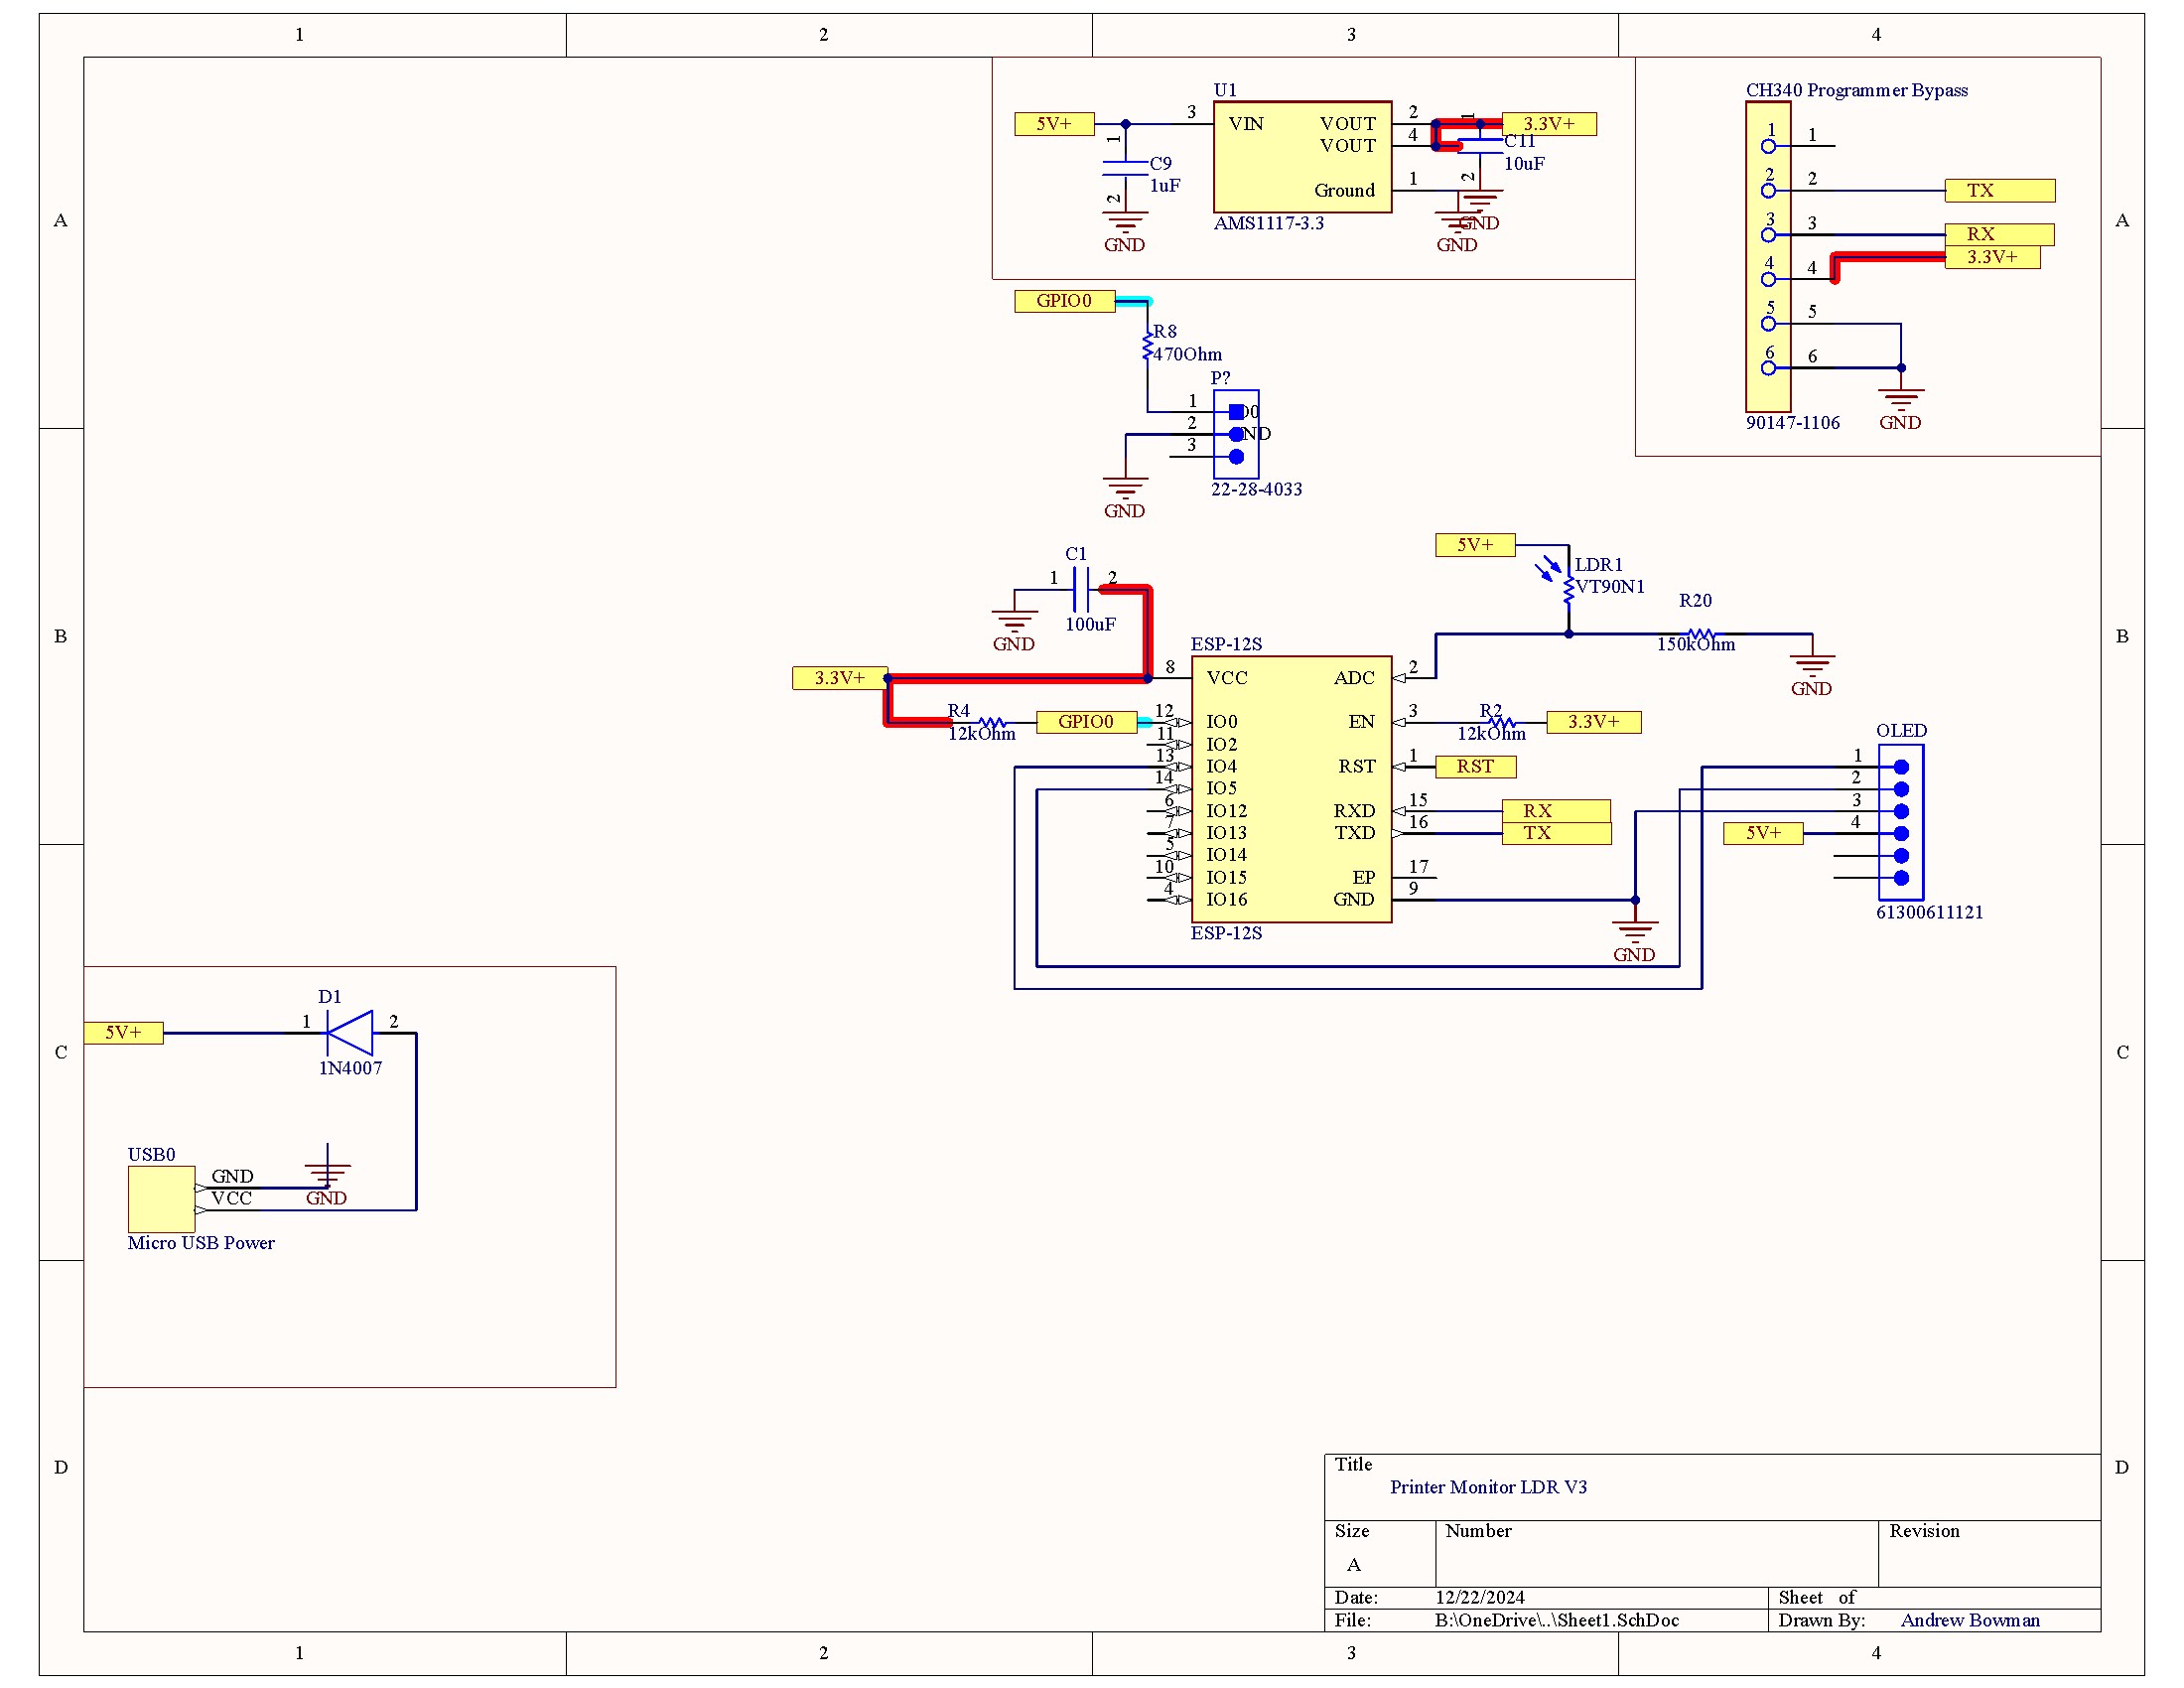 1 2 3 4
A
A
U1
5V+
3
VIN
VOUT
VOUT
Ground
2
4
1
1
3.3V+
C11
10uF
2
GND
GND
1
C9
1uF
2
GND
AMS1117-3.3
CH340 Programmer Bypass
1 1
2 2 TX
3 3 RX
3.3V+
4 4
5 5
6 6
GND
90147-1106
GPIO0
R8
470Ohm
P?
1
2
3
GND
22-28-4033
B
B
C1
1 2
100uF
GND
5V+
LDR1
VT90N1
R20
150kOhm
GND
ESP-12S
3.3V+
8 VCC ADC 2
R4
12kOhm
GPIO0
12 IO0 EN 3
R2
12kOhm
3.3V+
11 IO2
13 IO4 RST 1 RST
14 IO5
6 IO12 RXD 15 RX
7 IO13 TXD 16 TX
5 IO14
10 IO15 EP 17
4 IO16 GND 9
ESP-12S
GND
OLED
1
2
3
5V+ 4
61300611121
C
C
D1
5V+ 1 2
1N4007
USB0
GND
VCC
GND
Micro USB Power
D
D
Title
Printer Monitor LDR V3
Size Number Revision
A
Date: 12/22/2024 Sheet of
File: B:\OneDrive\..\Sheet1.SchDoc Drawn By: Andrew Bowman
1 2 3 4